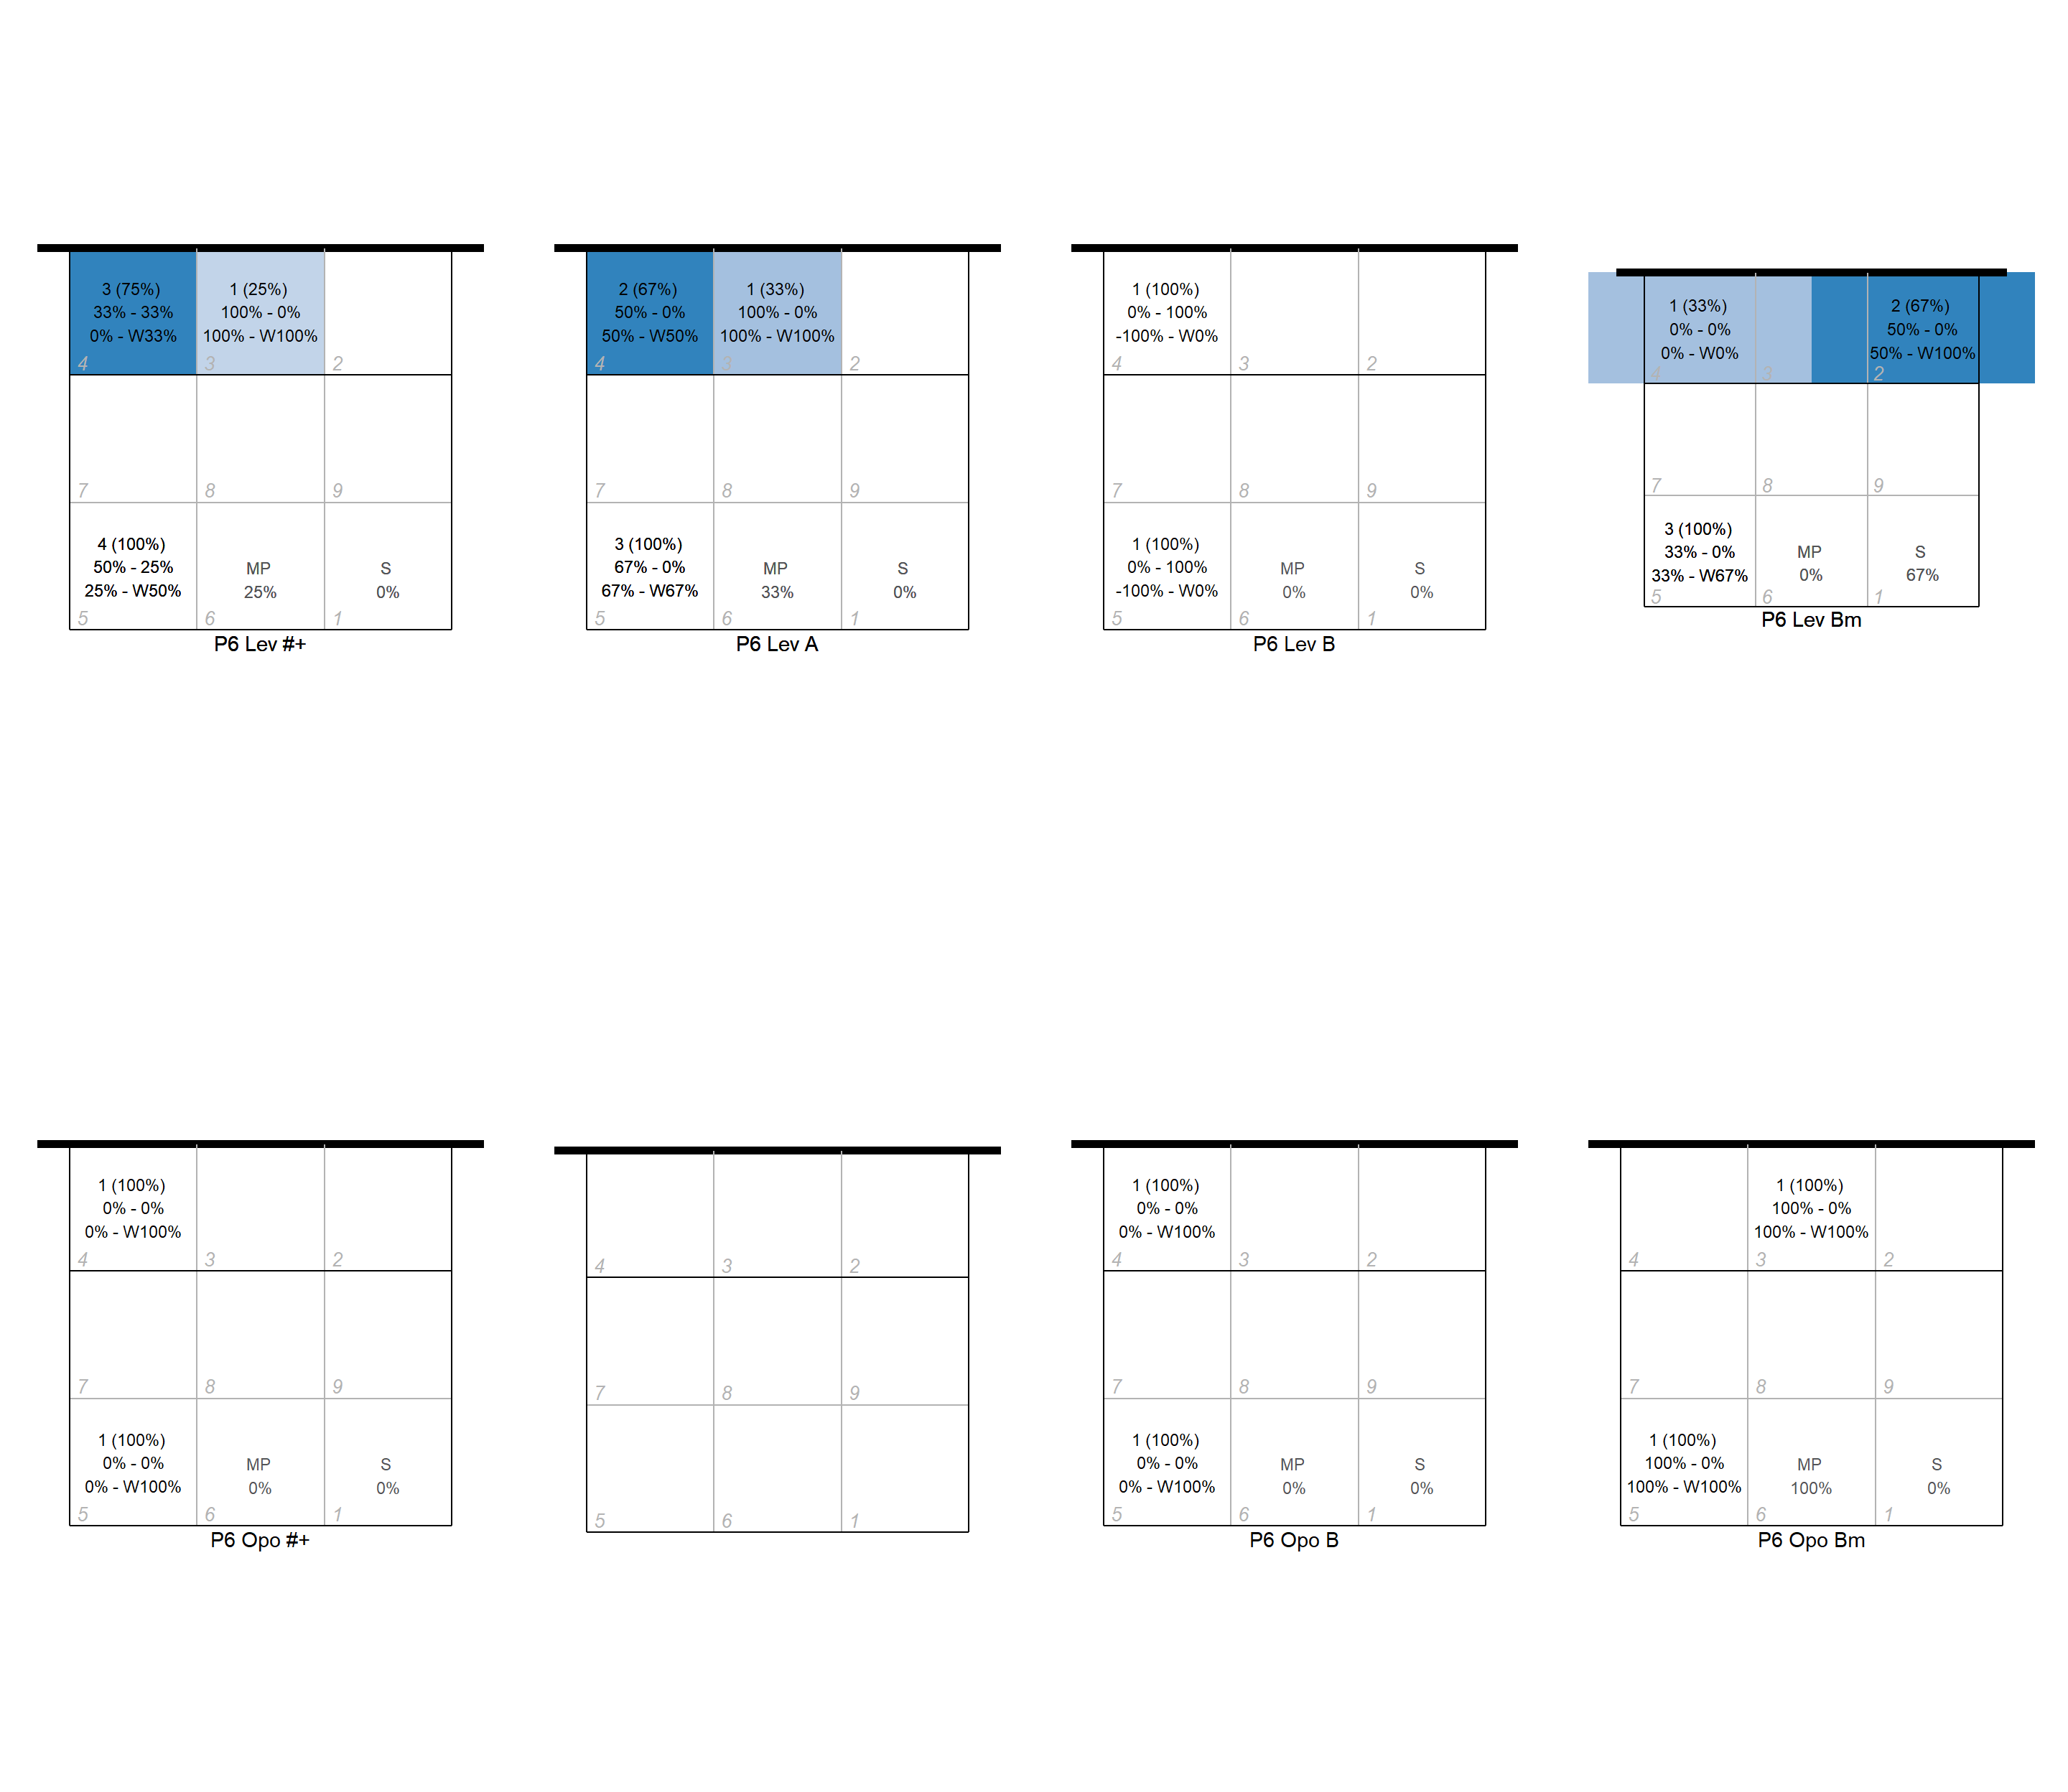 3 (75%)
33% - 33%
0% - W33%
4
1 (25%)
100% - 0%
100% - W100%
3
2
7
8
9
4 (100%)
50% - 25%
25% - W50%
5
MP
25%
6
S
0%
1
P6 Lev #+
2 (67%)
50% - 0%
50% - W50%
4
1 (33%)
100% - 0%
100% - W100%
3
2
7
8
9
3 (100%)
67% - 0%
67% - W67%
5
MP
33%
6
S
0%
1
P6 Lev A
1 (100%)
0% - 100%
-100% - W0%
4
3
2
7
8
9
1 (100%)
0% - 100%
-100% - W0%
5
MP
0%
6
S
0%
1
P6 Lev B
1 (33%)
0% - 0%
0% - W0%
4
3
2 (67%)
50% - 0%
50% - W100%
2
7
8
9
3 (100%)
33% - 0%
33% - W67%
5
MP
0%
6
S
67%
1
P6 Lev Bm
1 (100%)
0% - 0%
0% - W100%
4
3
2
7
8
9
1 (100%)
0% - 0%
0% - W100%
5
MP
0%
6
S
0%
1
P6 Opo #+
4
3
2
7
8
9
5
6
1
1 (100%)
0% - 0%
0% - W100%
4
3
2
7
8
9
1 (100%)
0% - 0%
0% - W100%
5
MP
0%
6
S
0%
1
P6 Opo B
4
1 (100%)
100% - 0%
100% - W100%
3
2
7
8
9
1 (100%)
100% - 0%
100% - W100%
5
MP
100%
6
S
0%
1
P6 Opo Bm